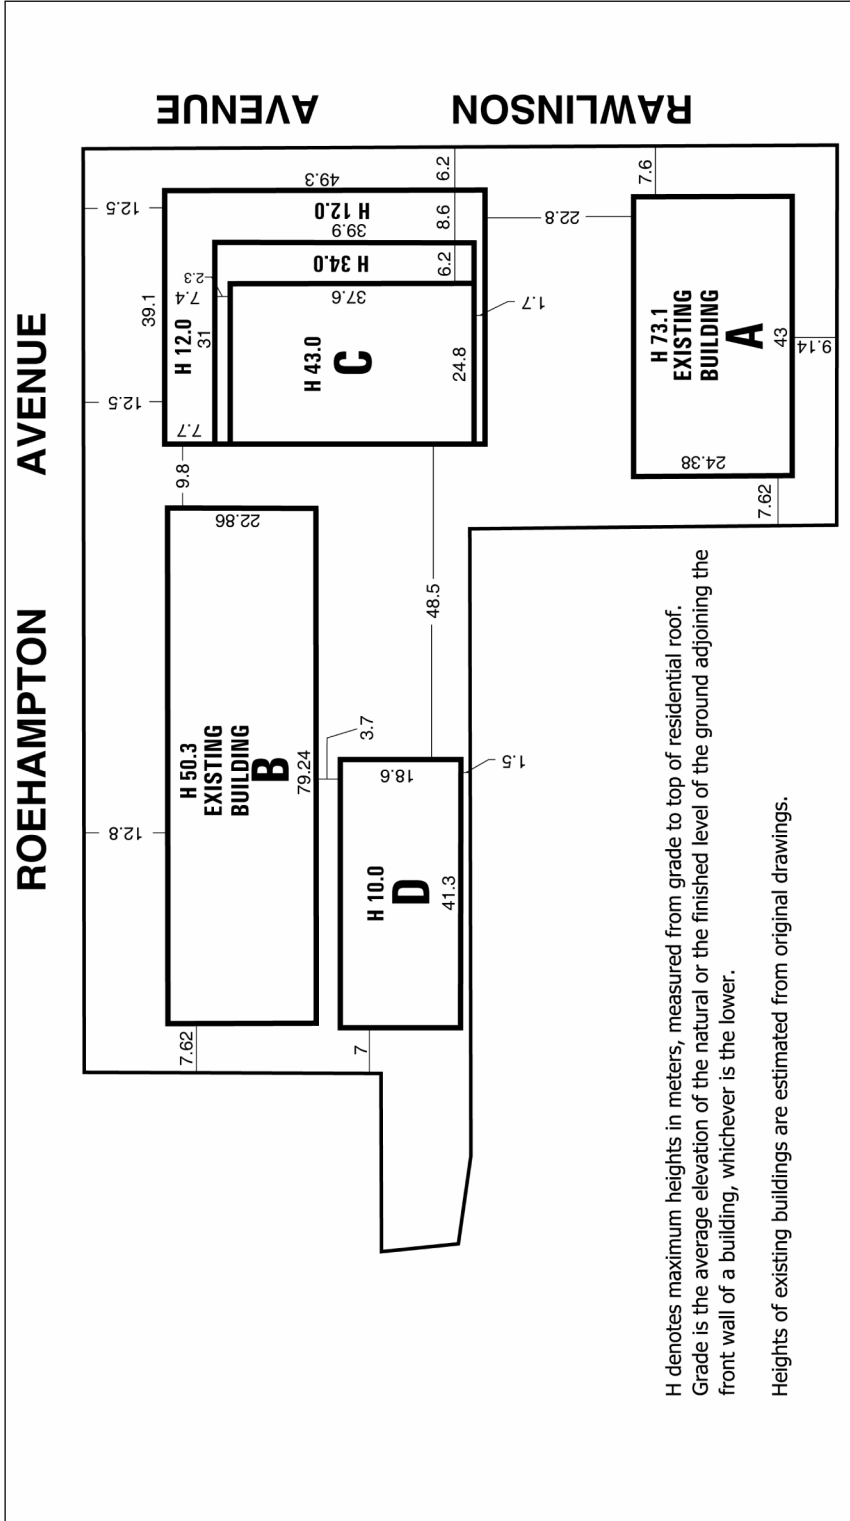 ROEHAMPTON AVENUE
RAWLINSON AVENUE
12.8
12.5
12.5
7.62
H 50.3
EXISTING
BUILDING
B
79.24
22.86
9.8
39.1
7.7
H 12.0
7.4
2.3
31
H 43.0
C
37.6
24.8
H 34.0
39.9
H 12.0
49.3
6.2
8.6
6.2
1.7
3.7
7
H 10.0
D
18.6
41.3
1.5
48.5
22.8
7.6
H 73.1
EXISTING
BUILDING
A
43
24.38
7.62
9.14
H denotes maximum heights in meters, measured from grade to top of residential roof.
Grade is the average elevation of the natural or the finished level of the ground adjoining the
front wall of a building, whichever is the lower.
Heights of existing buildings are estimated from original drawings.